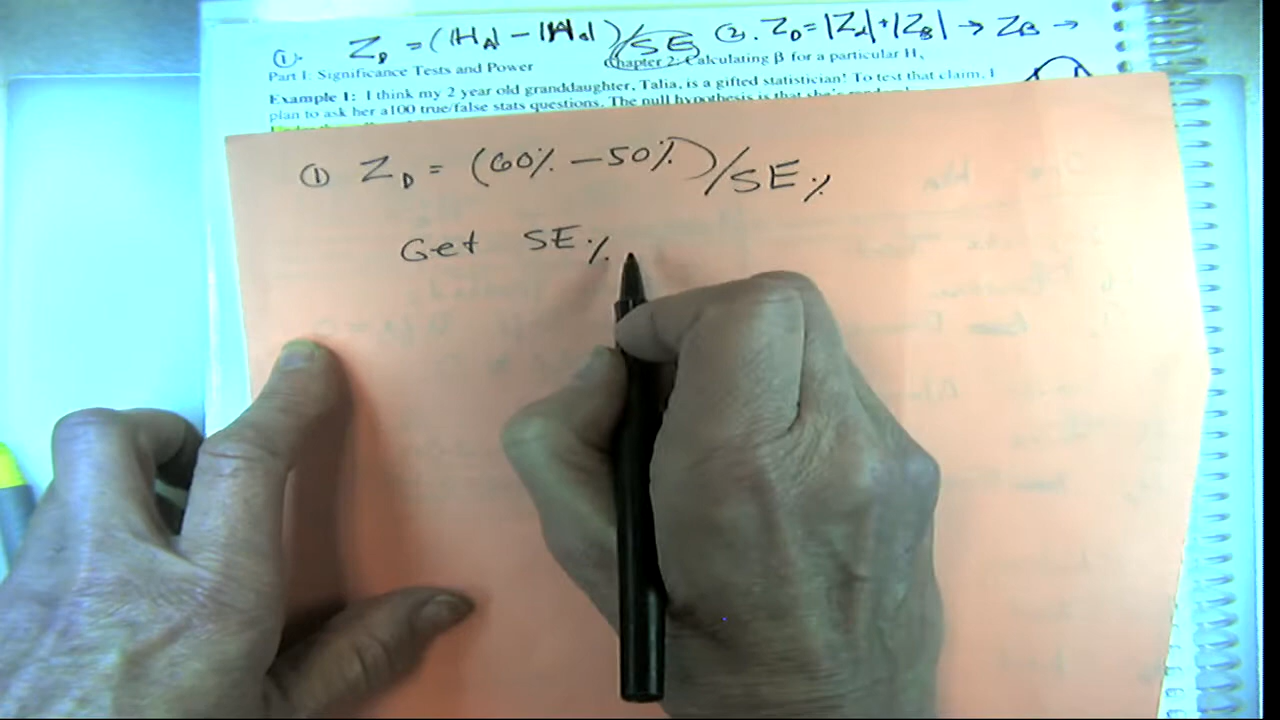 ①. Z_D = (|H_A| - |H_0|)/SE ②. Z_D = |Z_α| + |Z_β| → Z_β →
Chapter 2: Calculating β for a particular H₁
Part I: Significance Tests and Power
Example 1: I think my 2 year old granddaughter, Talia, is a gifted statistician! To test that claim, I
plan to ask her a100 true/false stats questions. The null hypothesis is that she's
① Z_D = (60% - 50%)/SE%
Get SE%